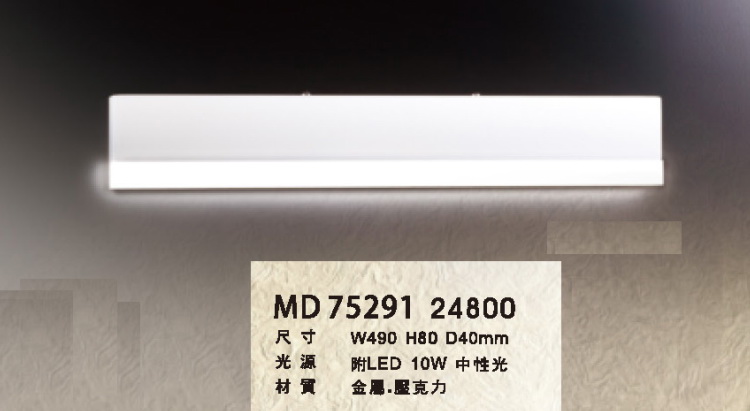 MD 75291 24800
尺寸 W490 H80 D40mm
光源 附LED 10W 中性光
材質 金屬.壓克力